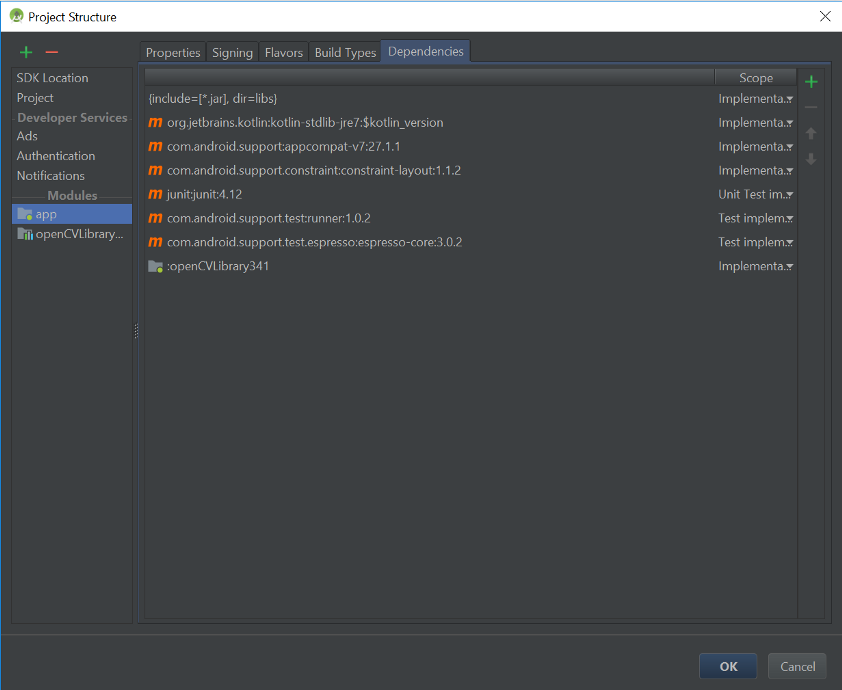 Project Structure
Properties Signing Flavors Build Types Dependencies
SDK Location
Project
Developer Services
Ads
Authentication
Notifications
Modules
app
openCVLibrary...
Scope
{include=[*.jar], dir=libs} Implementa...
m org.jetbrains.kotlin:kotlin-stdlib-jre7:$kotlin_version Implementa...
m com.android.support:appcompat-v7:27.1.1 Implementa...
m com.android.support.constraint:constraint-layout:1.1.2 Implementa...
m junit:junit:4.12 Unit Test im...
m com.android.support.test:runner:1.0.2 Test implem...
m com.android.support.test.espresso:espresso-core:3.0.2 Test implem...
:openCVLibrary341 Implementa...
OK Cancel